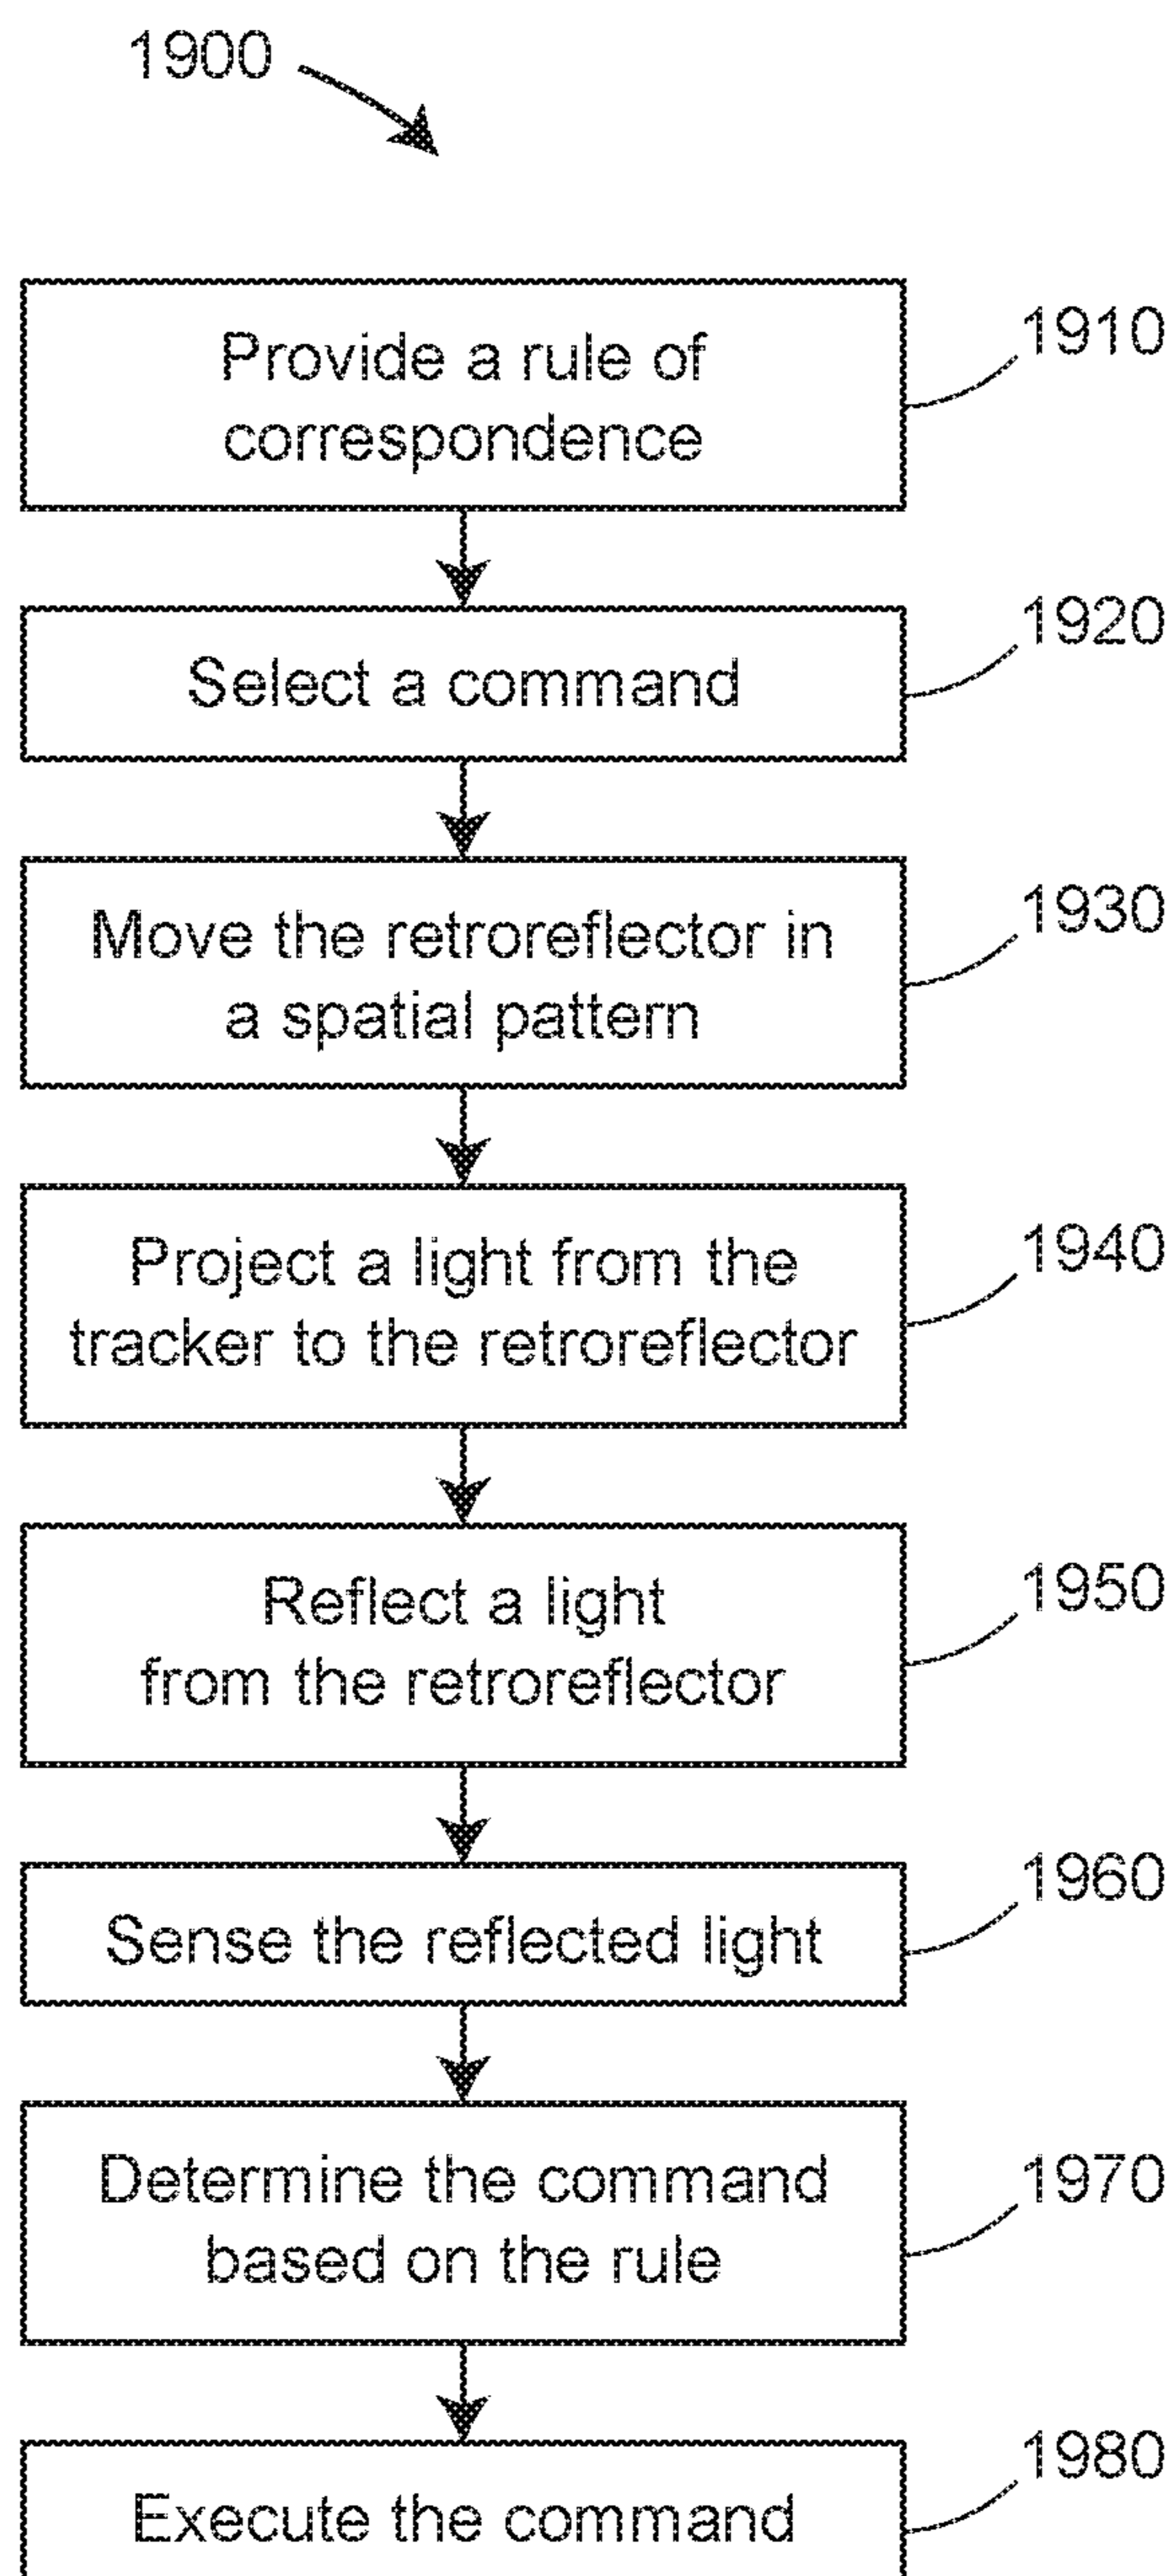 1900
Provide a rule of
correspondence
1910
Select a command
1920
Move the retroreflector in
a spatial pattern
1930
Project a light from the
tracker to the retroreflector
1940
Reflect a light
from the retroreflector
1950
Sense the reflected light
1960
Determine the command
based on the rule
1970
Execute the command
1980